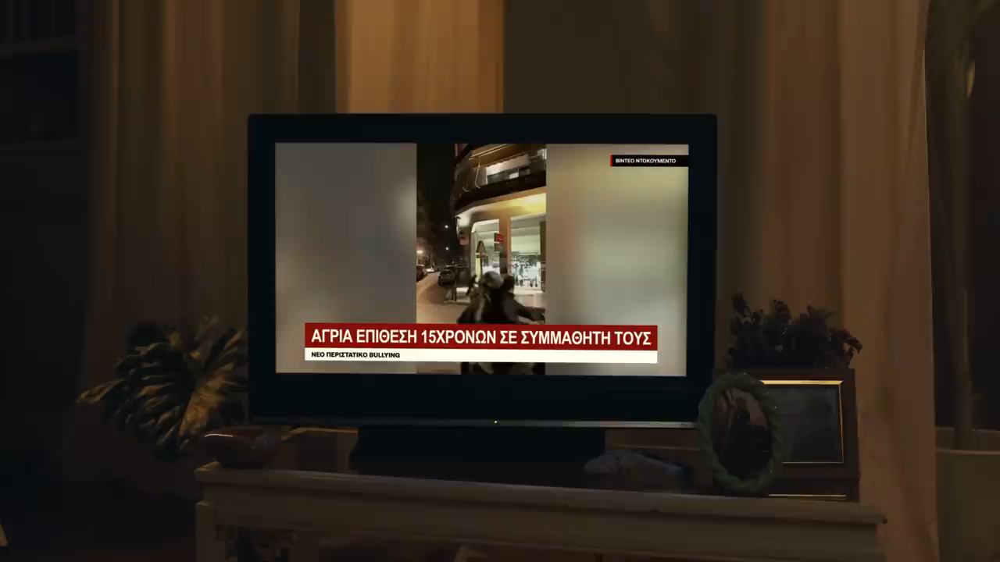 ΒΙΝΤΕΟ ΝΤΟΚΟΥΜΕΝΤΟ
ΑΓΡΙΑ ΕΠΙΘΕΣΗ 15ΧΡΟΝΩΝ ΣΕ ΣΥΜΜΑΘΗΤΗ ΤΟΥΣ
ΝΕΟ ΠΕΡΙΣΤΑΤΙΚΟ BULLYING